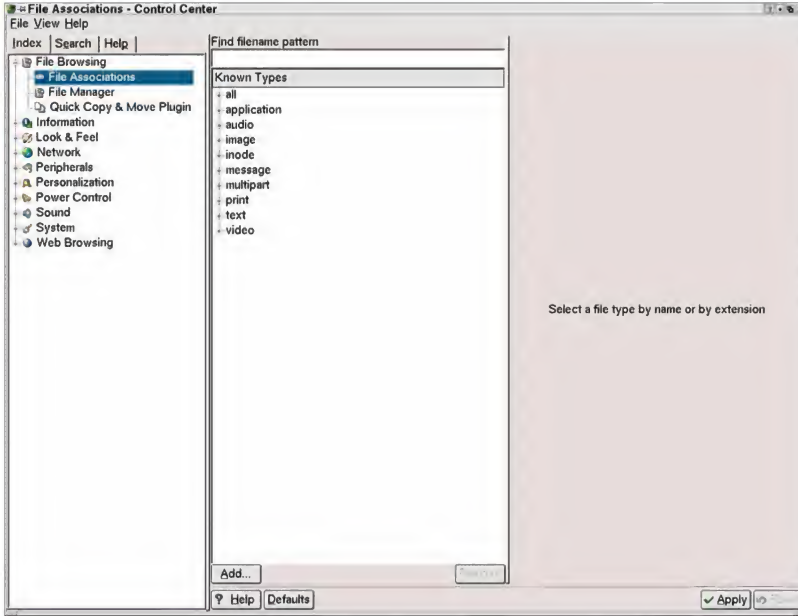 File Associations - Control Center
File View Help
Index Search Help
File Browsing
File Associations
File Manager
Quick Copy & Move Plugin
Information
Look & Feel
Network
Peripherals
Personalization
Power Control
Sound
System
Web Browsing
Find filename pattern
Known Types
all
application
audio
image
inode
message
multipart
print
text
video
Select a file type by name or by extension
Add...
? Help Defaults
Apply